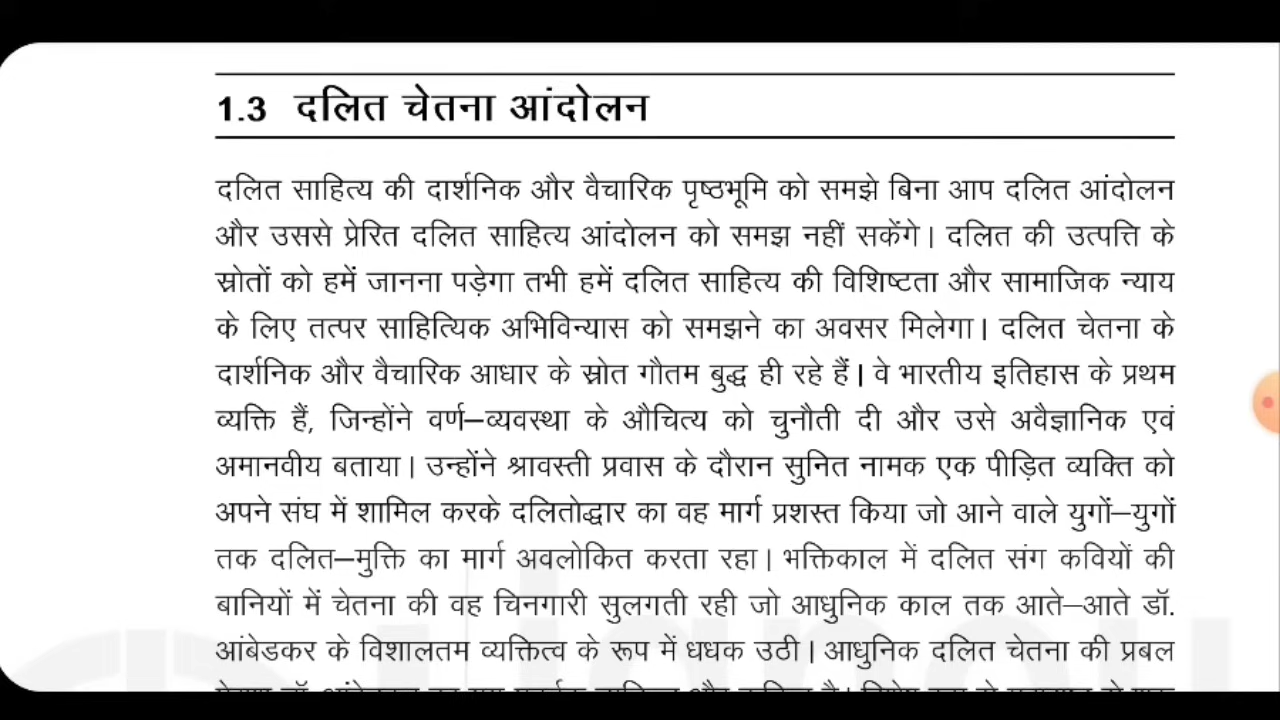 1.3 दलित चेतना आंदोलन
दलित साहित्य की दार्शनिक और वैचारिक पृष्ठभूमि को समझे बिना आप दलित आंदोलन
और उससे प्रेरित दलित साहित्य आंदोलन को समझ नहीं सकेंगे। दलित की उत्पत्ति के
स्रोतों को हमें जानना पड़ेगा तभी हमें दलित साहित्य की विशिष्टता और सामाजिक न्याय
के लिए तत्पर साहित्यिक अभिविन्यास को समझने का अवसर मिलेगा। दलित चेतना के
दार्शनिक और वैचारिक आधार के स्रोत गौतम बुद्ध ही रहे हैं। वे भारतीय इतिहास के प्रथम
व्यक्ति हैं, जिन्होंने वर्ण–व्यवस्था के औचित्य को चुनौती दी और उसे अवैज्ञानिक एवं
अमानवीय बताया। उन्होंने श्रावस्ती प्रवास के दौरान सुनित नामक एक पीड़ित व्यक्ति को
अपने संघ में शामिल करके दलितोद्धार का वह मार्ग प्रशस्त किया जो आने वाले युगों–युगों
तक दलित–मुक्ति का मार्ग अवलोकित करता रहा। भक्तिकाल में दलित संग कवियों की
बानियों में चेतना की वह चिनगारी सुलगती रही जो आधुनिक काल तक आते–आते डॉ.
आंबेडकर के विशालतम व्यक्तित्व के रूप में धधक उठी। आधुनिक दलित चेतना की प्रबल